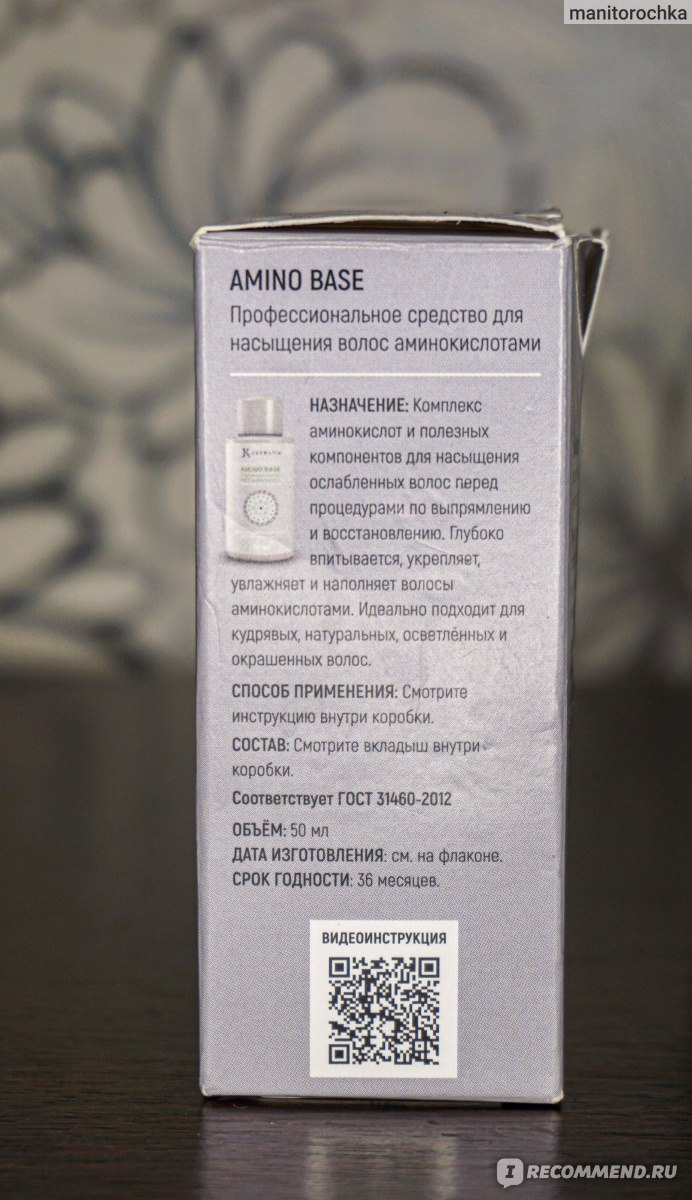 manitorochka
AMINO BASE
Профессиональное средство для
насыщения волос аминокислотами
НАЗНАЧЕНИЕ: Комплекс
аминокислот и полезных
компонентов для насыщения
ослабленных волос перед
процедурами по выпрямлению
и восстановлению. Глубоко
впитывается, укрепляет,
увлажняет и наполняет волосы
аминокислотами. Идеально подходит для
кудрявых, натуральных, осветлённых и
окрашенных волос.
AMINO BASE
СПОСОБ ПРИМЕНЕНИЯ: Смотрите
инструкцию внутри коробки.
СОСТАВ: Смотрите вкладыш внутри
коробки.
Соответствует ГОСТ 31460-2012
ОБЪЁМ: 50 мл
ДАТА ИЗГОТОВЛЕНИЯ: см. на флаконе.
СРОК ГОДНОСТИ: 36 месяцев.
ВИДЕОИНСТРУКЦИЯ
IRECOMMEND.RU